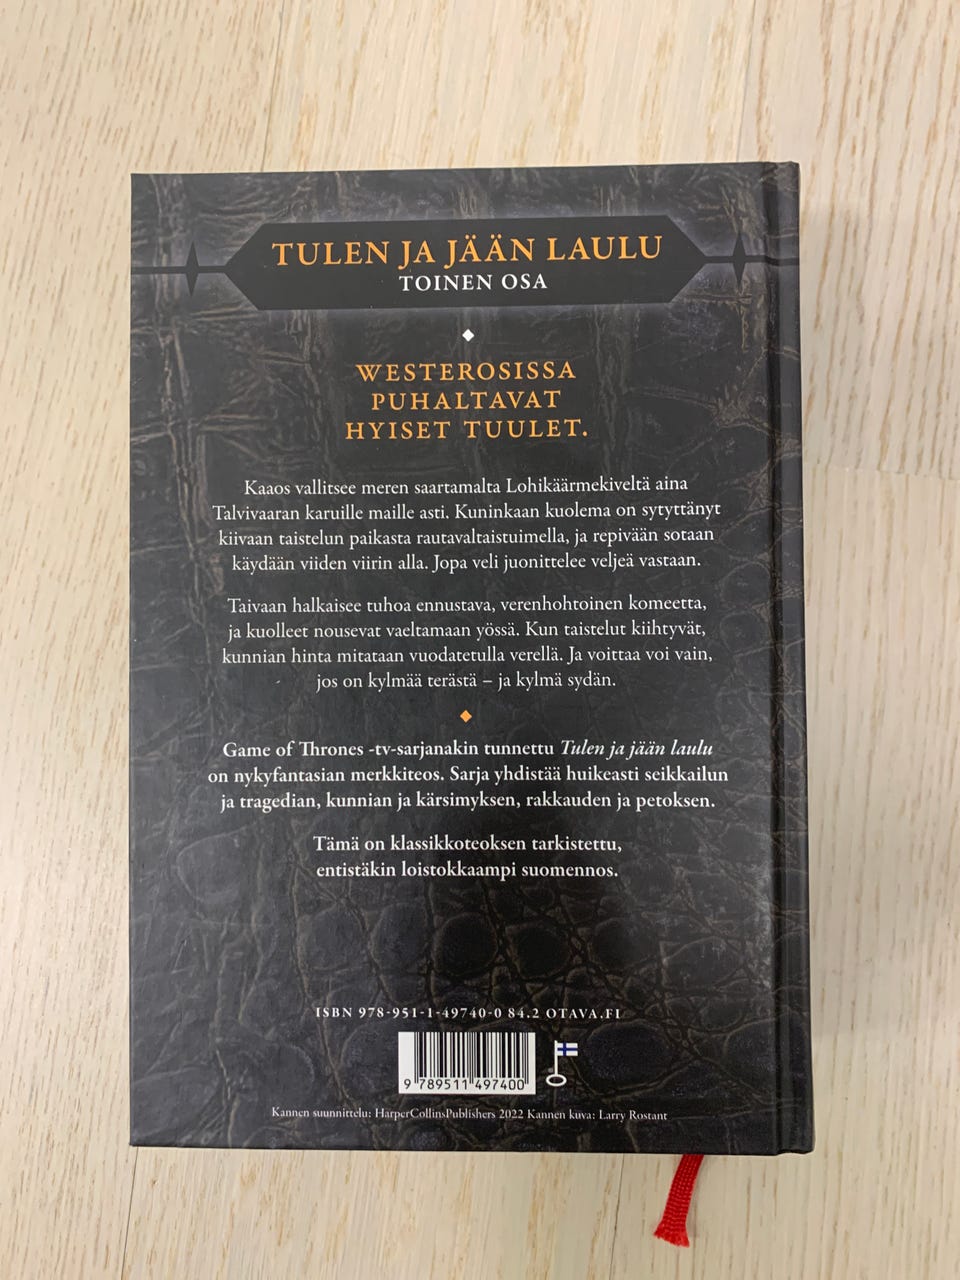 TULEN JA JÄÄN LAULU
TOINEN OSA
WESTEROSISSA
PUHALTAVAT
HYISET TUULET.
Kaaos vallitsee meren saartamalta Lohikäärmekiveltä aina
Talvivaaran karuille maille asti. Kuninkaan kuolema on sytyttänyt
kiivaan taistelun paikasta rautavaltaistuimella, ja repivään sotaan
käydään viiden viirin alla. Jopa veli juonittelee veljeä vastaan.
Taivaan halkaisee tuhoa ennustava, verenhohtoinen komeetta,
ja kuolleet nousevat vaeltamaan yössä. Kun taistelut kiihtyvät,
kunnian hinta mitataan vuodatetulla verellä. Ja voittaa voi vain,
jos on kylmää terästä – ja kylmä sydän.
Game of Thrones -tv-sarjanakin tunnettu Tulen ja jään laulu
on nykyfantasian merkkiteos. Sarja yhdistää huikeasti seikkailun
ja tragedian, kunnian ja kärsimyksen, rakkauden ja petoksen.
Tämä on klassikkoteoksen tarkistettu,
entistäkin loistokkaampi suomennos.
ISBN 978-951-1-49740-0 84.2 OTAVA.FI
9 789511 497400
Kannen suunnittelu: HarperCollinsPublishers 2022 Kannen kuva: Larry Rostant